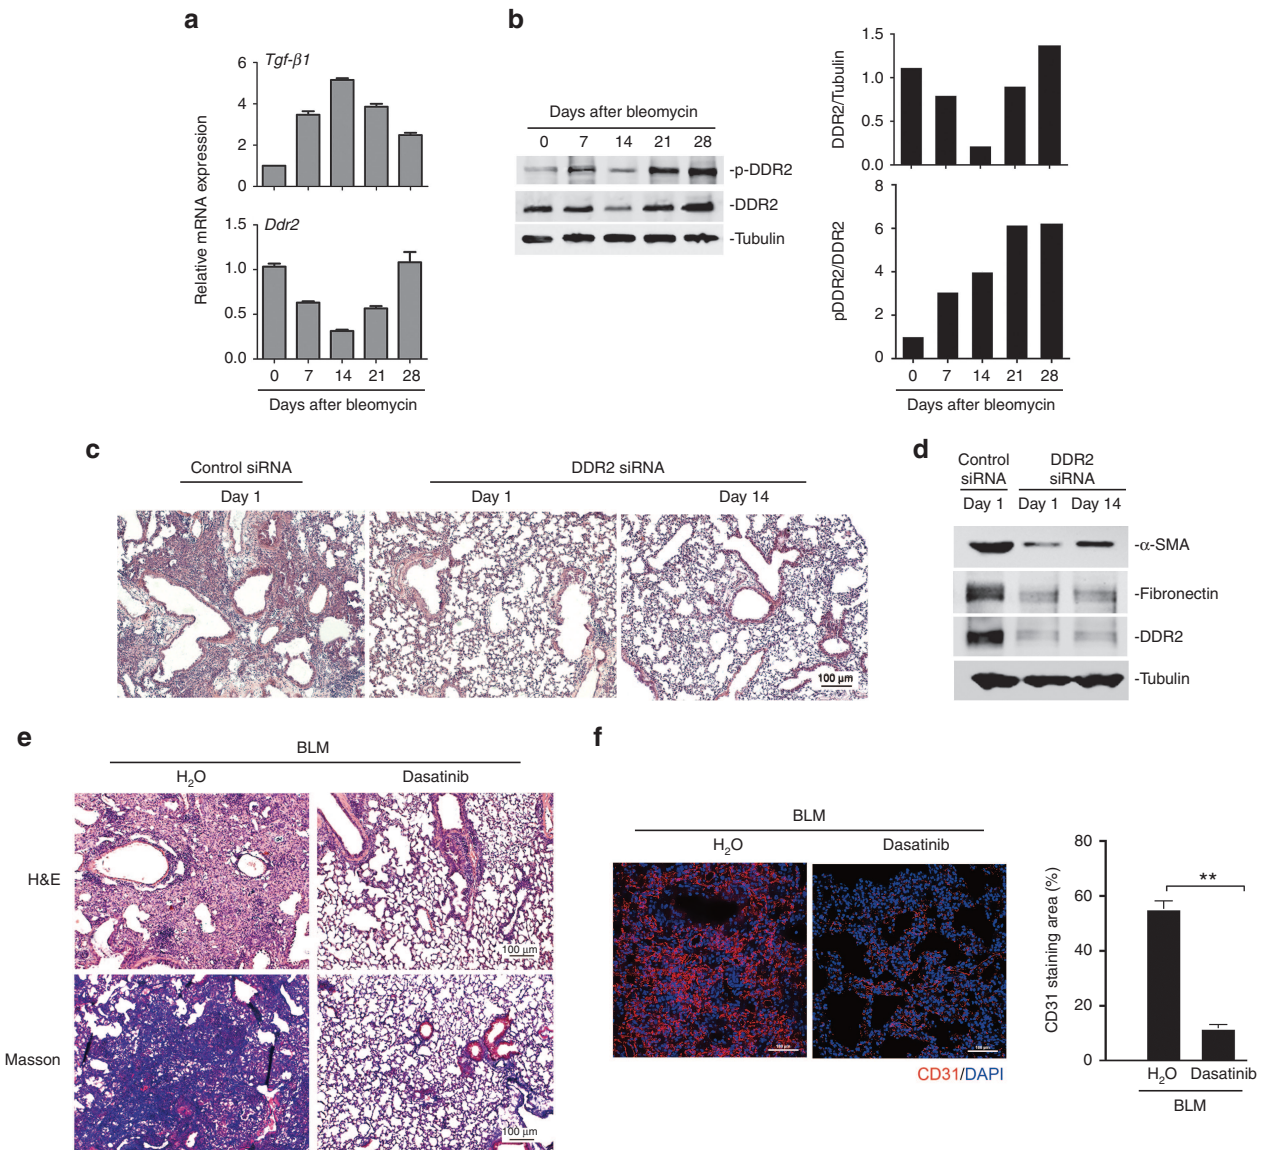 a
Tgf-β1
6
4
2
0
Relative mRNA expression
Ddr2
1.5
1.0
0.5
0.0
0 7 14 21 28
Days after bleomycin
b
Days after bleomycin
0 7 14 21 28
-p-DDR2
-DDR2
-Tubulin
1.5
1.0
0.5
0.0
DDR2/Tubulin
8
6
4
2
0
pDDR2/DDR2
0 7 14 21 28
Days after bleomycin
c
Control siRNA DDR2 siRNA
Day 1 Day 1 Day 14
100 μm
d
Control siRNA DDR2 siRNA
Day 1 Day 1 Day 14
-α-SMA
-Fibronectin
-DDR2
-Tubulin
e
BLM
H₂O Dasatinib
H&E
100 μm
Masson
100 μm
f
BLM
H₂O Dasatinib
100 μm
100 μm
CD31/DAPI
80
60
40
20
0
CD31 staining area (%)
**
H₂O Dasatinib
BLM